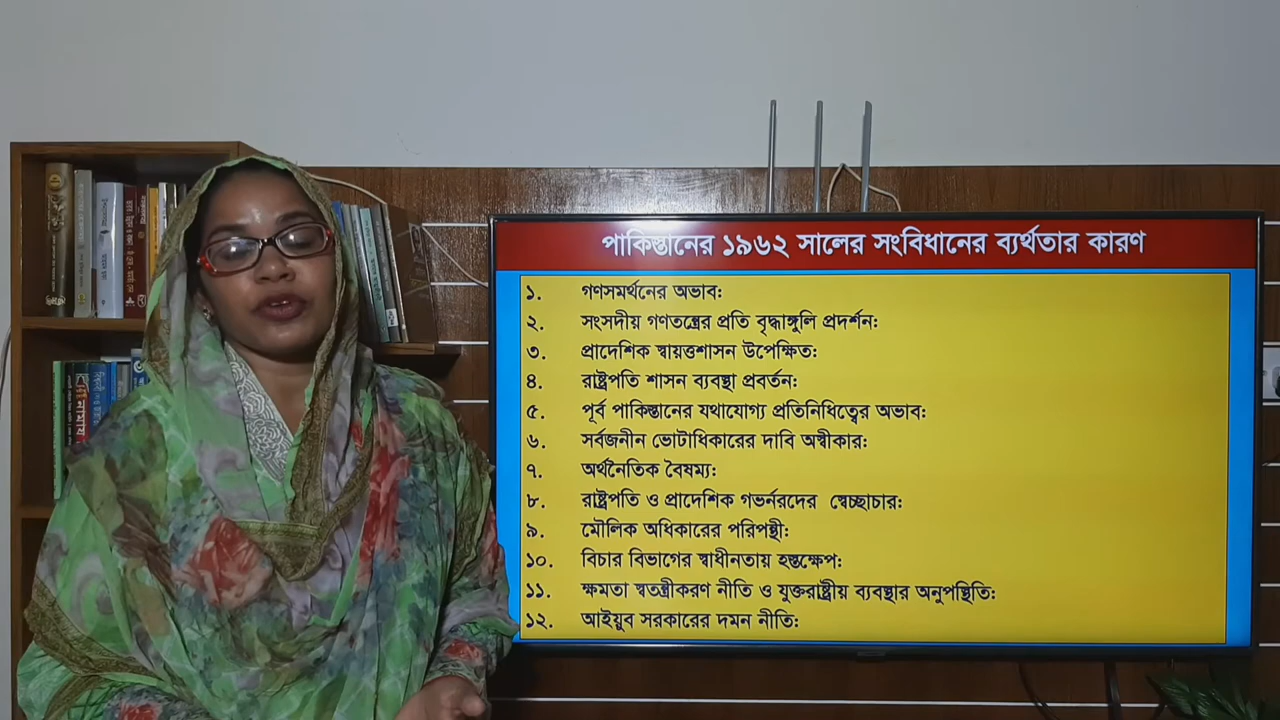 পাকিস্তানের ১৯৬২ সালের সংবিধানের ব্যর্থতার কারণ
১. গণসমর্থনের অভাব:
২. সংসদীয় গণতন্ত্রের প্রতি বৃদ্ধাঙ্গুলি প্রদর্শন:
৩. প্রাদেশিক স্বায়ত্তশাসন উপেক্ষিত:
৪. রাষ্ট্রপতি শাসন ব্যবস্থা প্রবর্তন:
৫. পূর্ব পাকিস্তানের যথাযোগ্য প্রতিনিধিত্বের অভাব:
৬. সর্বজনীন ভোটাধিকারের দাবি অস্বীকার:
৭. অর্থনৈতিক বৈষম্য:
৮. রাষ্ট্রপতি ও প্রাদেশিক গভর্নরদের স্বেচ্ছাচার:
৯. মৌলিক অধিকারের পরিপন্থী:
১০. বিচার বিভাগের স্বাধীনতায় হস্তক্ষেপ:
১১. ক্ষমতা স্বতন্ত্রীকরণ নীতি ও যুক্তরাষ্ট্রীয় ব্যবস্থার অনুপস্থিতি:
১২. আইয়ুব সরকারের দমন নীতি: